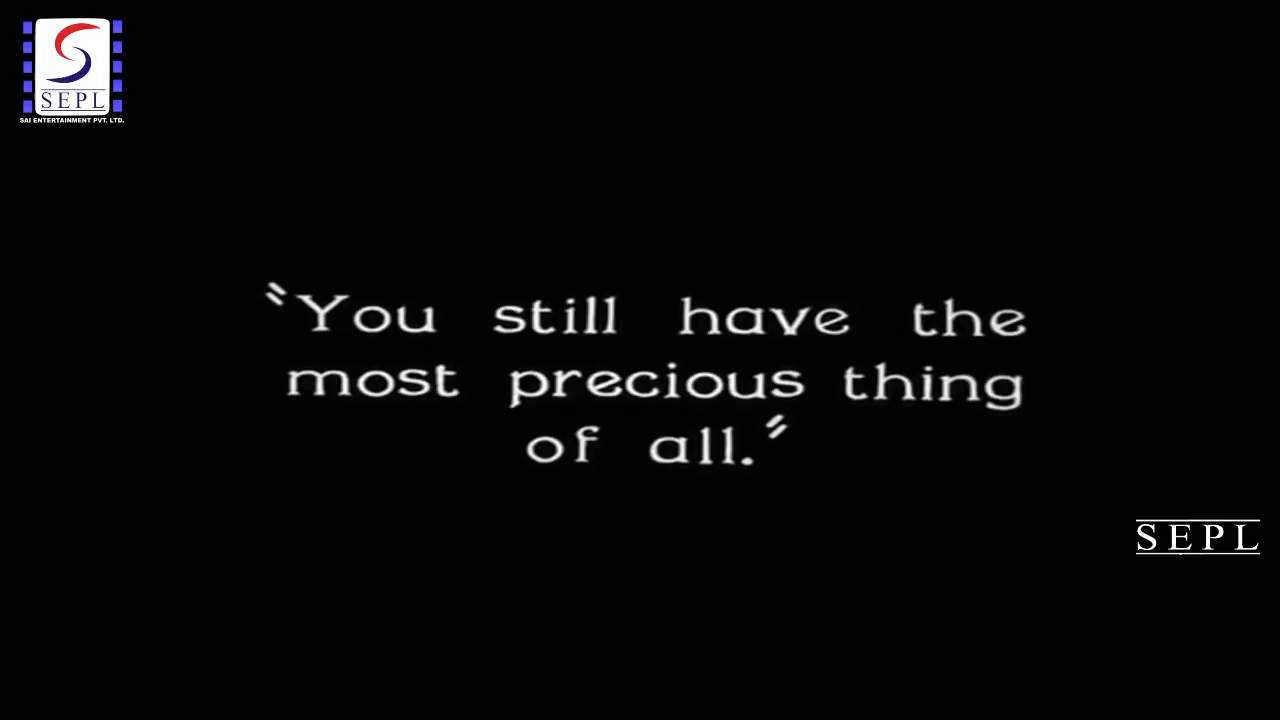 SEPL
SAI ENTERTAINMENT PVT. LTD.
"You still have the
most precious thing
of all."
SEPL